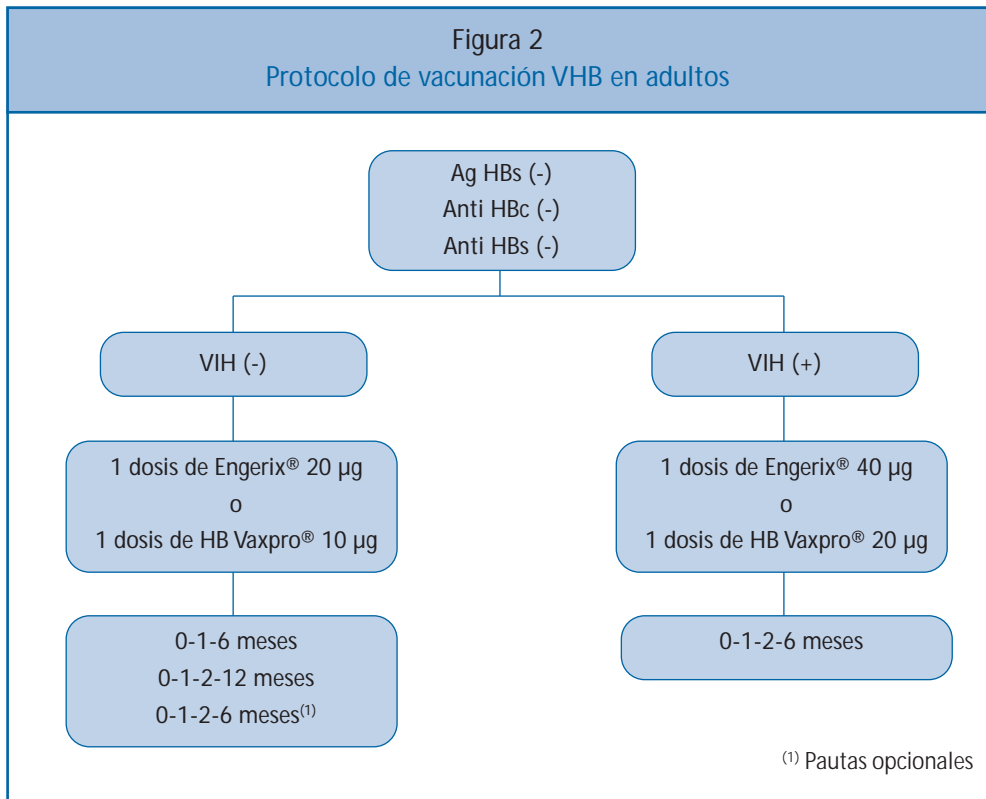 Figura 2
Protocolo de vacunación VHB en adultos
Ag HBs (-)
Anti HBc (-)
Anti HBs (-)
VIH (-)
VIH (+)
1 dosis de Engerix® 20 µg
o
1 dosis de HB Vaxpro® 10 µg
1 dosis de Engerix® 40 µg
o
1 dosis de HB Vaxpro® 20 µg
0-1-6 meses
0-1-2-12 meses
0-1-2-6 meses(1)
0-1-2-6 meses
(1) Pautas opcionales